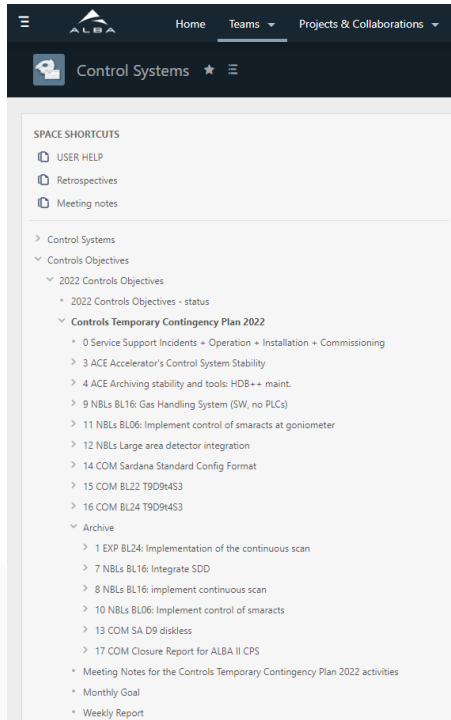 ALBA
Home Teams Projects & Collaborations
Control Systems
SPACE SHORTCUTS
USER HELP
Retrospectives
Meeting notes
Control Systems
Controls Objectives
2022 Controls Objectives
2022 Controls Objectives - status
Controls Temporary Contingency Plan 2022
0 Service Support Incidents + Operation + Installation + Commissioning
3 ACE Accelerator's Control System Stability
4 ACE Archiving stability and tools: HDB++ maint.
9 NBLs BL16: Gas Handling System (SW, no PLCs)
11 NBLs BL06: Implement control of smaracts at goniometer
12 NBLs Large area detector integration
14 COM Sardana Standard Config Format
15 COM BL22 T9D9t4S3
16 COM BL24 T9D9t4S3
Archive
1 EXP BL24: Implementation of the continuous scan
7 NBLs BL16: Integrate SDD
8 NBLs BL16: implement continuous scan
10 NBLs BL06: Implement control of smaracts
13 COM SA D9 diskless
17 COM Closure Report for ALBA II CPS
Meeting Notes for the Controls Temporary Contingency Plan 2022 activities
Monthly Goal
Weekly Report